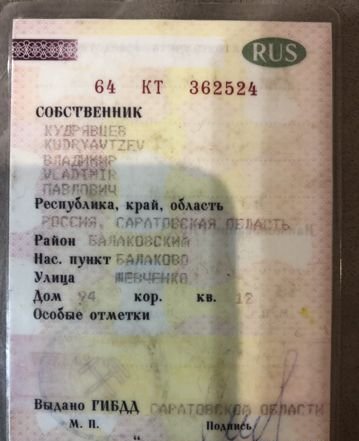 RUS
64 КТ 362524
СОБСТВЕННИК
КУДРЯВЦЕВ
KUDRYAVTZEV
ВЛАДИМИР
VLADIMIR
ПАВЛОВИЧ
Республика, край, область
РОССИЯ, САРАТОВСКАЯ ОБЛАСТЬ
Район БАЛАКОВСКИЙ
Нас. пункт БАЛАКОВО
Улица ШЕВЧЕНКО
Дом 94 кор. кв. 12
Особые отметки
Выдано ГИБДД САРАТОВСКОЙ ОБЛАСТИ
М. П. Подпись